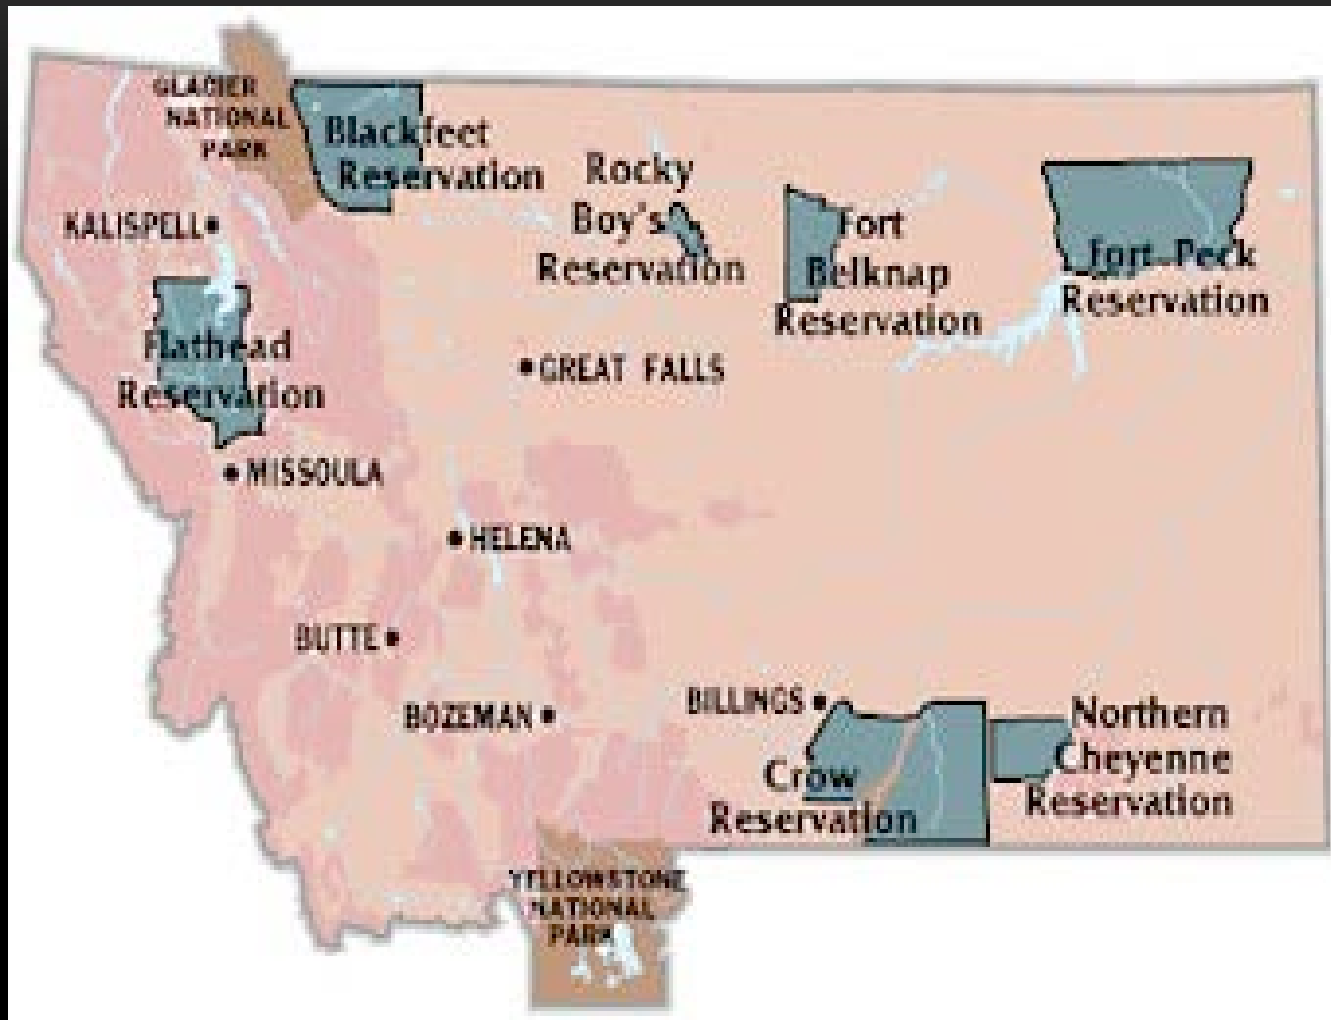 GLACIER
NATIONAL
PARK
Blackfeet
Reservation
Rocky
Boy's
Reservation
Fort
Belknap
Reservation
Fort Peck
Reservation
KALISPELL
Flathead
Reservation
GREAT FALLS
MISSOULA
HELENA
BUTTE
BOZEMAN
BILLINGS
Crow
Reservation
Northern
Cheyenne
Reservation
YELLOWSTONE
NATIONAL
PARK